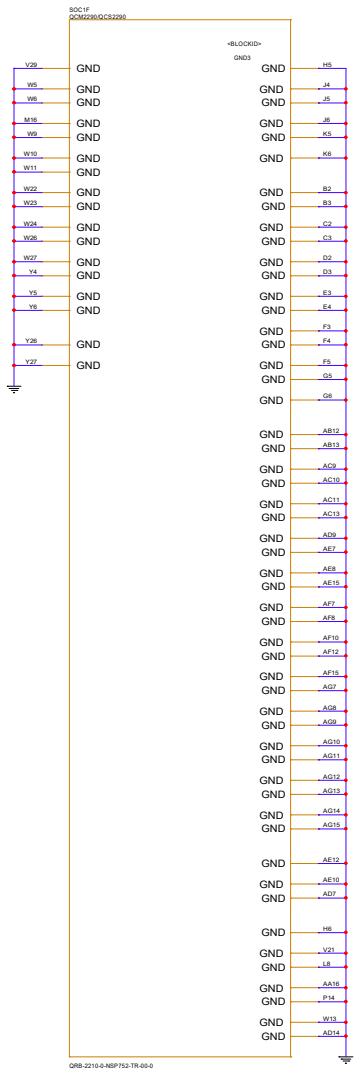 SOC1F
QCM2290/QCS2290
<BLOCKID>
GND3
V29 GND GND H5
W5 GND GND J4
W6 GND GND J5
M16 GND GND J6
W9 GND GND K5
W10 GND GND K6
W11 GND
W22 GND GND B2
W23 GND GND B3
W24 GND GND C2
W26 GND GND C3
W27 GND GND D2
Y4 GND GND D3
Y5 GND GND E3
Y6 GND GND E4
GND F3
Y26 GND GND F4
Y27 GND GND F5
GND G5
GND G6
GND AB12
GND AB13
GND AC9
GND AC10
GND AC11
GND AC13
GND AD9
GND AE7
GND AE8
GND AE15
GND AF7
GND AF8
GND AF10
GND AF12
GND AF15
GND AG7
GND AG8
GND AG9
GND AG10
GND AG11
GND AG12
GND AG13
GND AG14
GND AG15
GND AE12
GND AE10
GND AD7
GND H6
GND V21
GND L8
GND AA16
GND P14
GND W13
GND AD14
QRB-2210-0-NSP752-TR-00-0